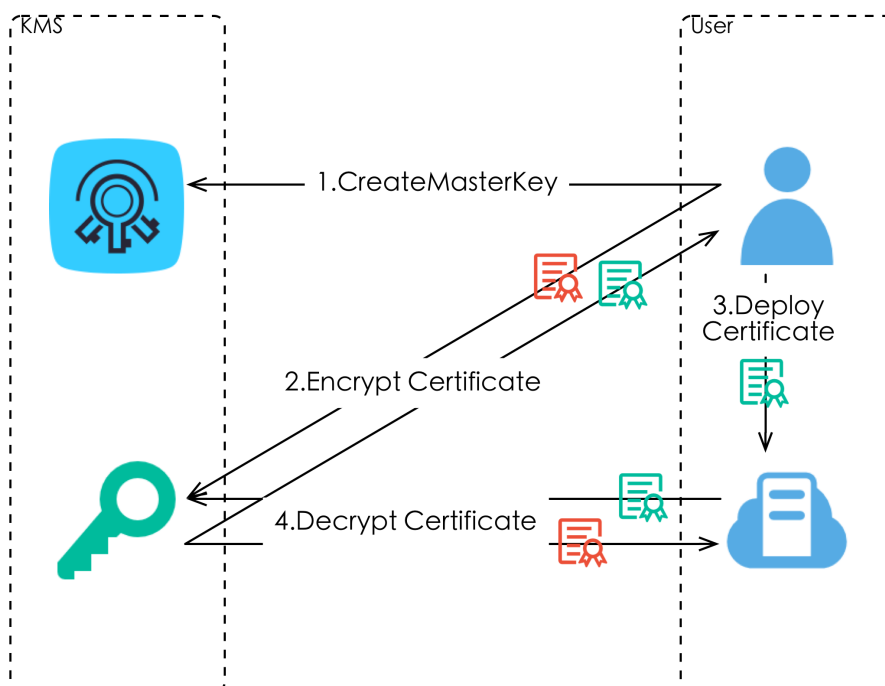 KMS
User
1.CreateMasterKey
3.Deploy
Certificate
2.Encrypt Certificate
4.Decrypt Certificate